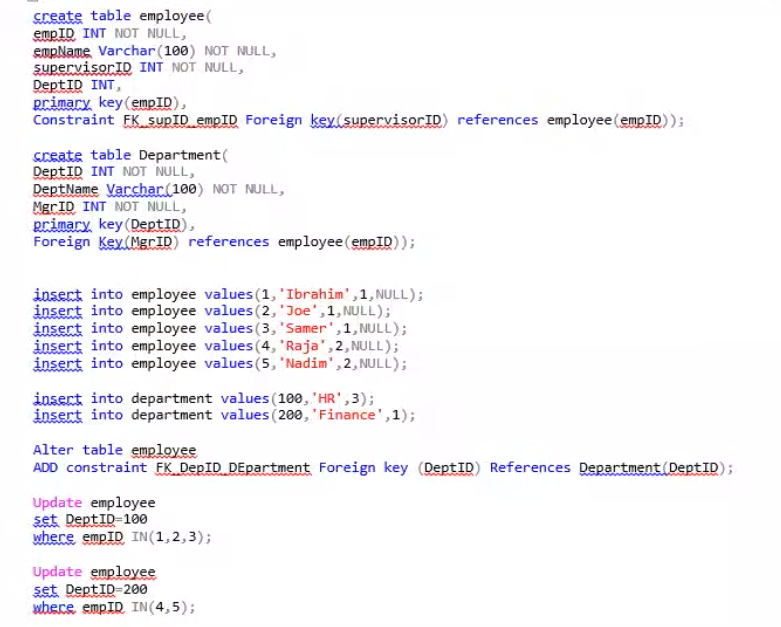 create table employee(
empID INT NOT NULL,
empName Varchar(100) NOT NULL,
supervisorID INT NOT NULL,
DeptID INT,
primary key(empID),
Constraint FK_supID_empID Foreign key(supervisorID) references employee(empID));
create table Department(
DeptID INT NOT NULL,
DeptName Varchar(100) NOT NULL,
MgrID INT NOT NULL,
primary key(DeptID),
Foreign Key(MgrID) references employee(empID));
insert into employee values(1,'Ibrahim',1,NULL);
insert into employee values(2,'Joe',1,NULL);
insert into employee values(3,'Samer',1,NULL);
insert into employee values(4,'Raja',2,NULL);
insert into employee values(5,'Nadim',2,NULL);
insert into department values(100,'HR',3);
insert into department values(200,'Finance',1);
Alter table employee
ADD constraint FK_DepID_DEpartment Foreign key (DeptID) References Department(DeptID);
Update employee
set DeptID=100
where empID IN(1,2,3);
Update employee
set DeptID=200
where empID IN(4,5);